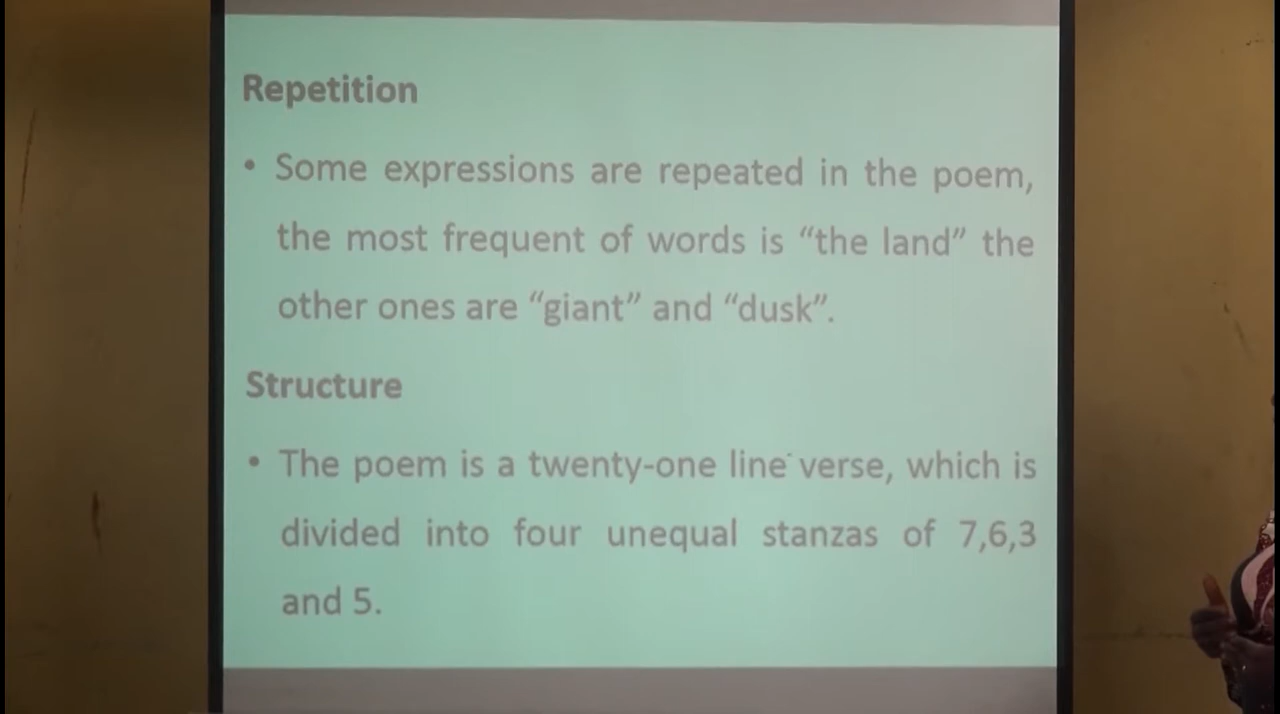 Repetition
• Some expressions are repeated in the poem,
the most frequent of words is “the land” the
other ones are “giant” and “dusk”.
Structure
• The poem is a twenty-one line verse, which is
divided into four unequal stanzas of 7,6,3
and 5.